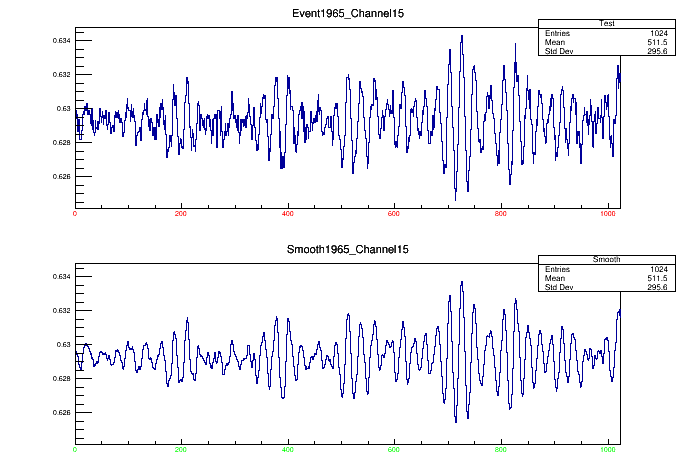 Event1965_Channel15
Test
Entries 1024
Mean 511.5
Std Dev 295.6
0.634
0.632
0.63
0.628
0.626
0 200 400 600 800 1000
Smooth1965_Channel15
Smooth
Entries 1024
Mean 511.5
Std Dev 295.6
0.634
0.632
0.63
0.628
0.626
0 200 400 600 800 1000